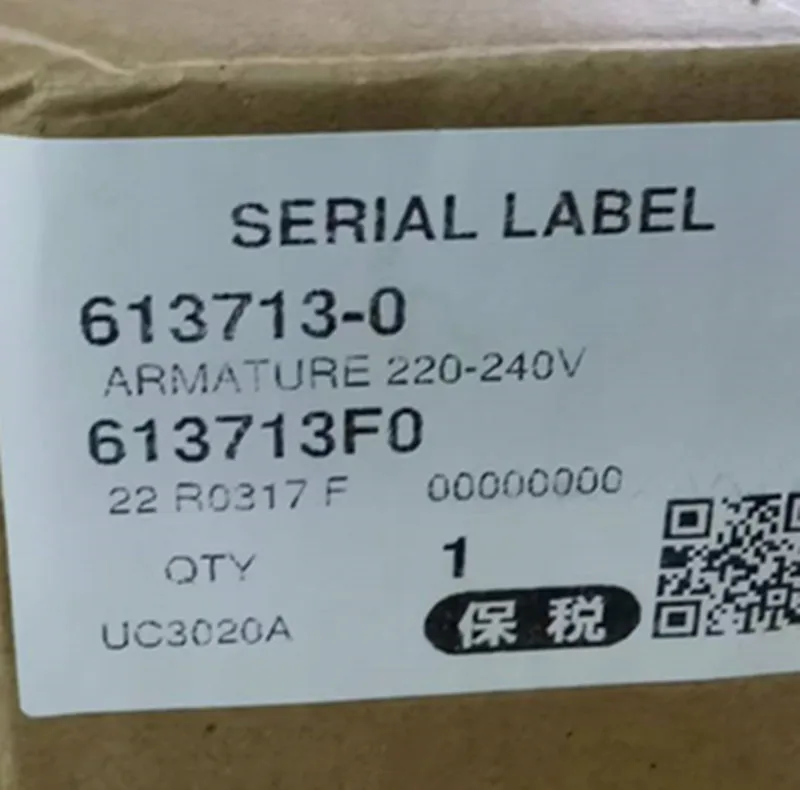 SERIAL LABEL
613713-0
ARMATURE 220-240V
613713F0
22 R0317 F 00000000
QTY 1
UC3020A 保税